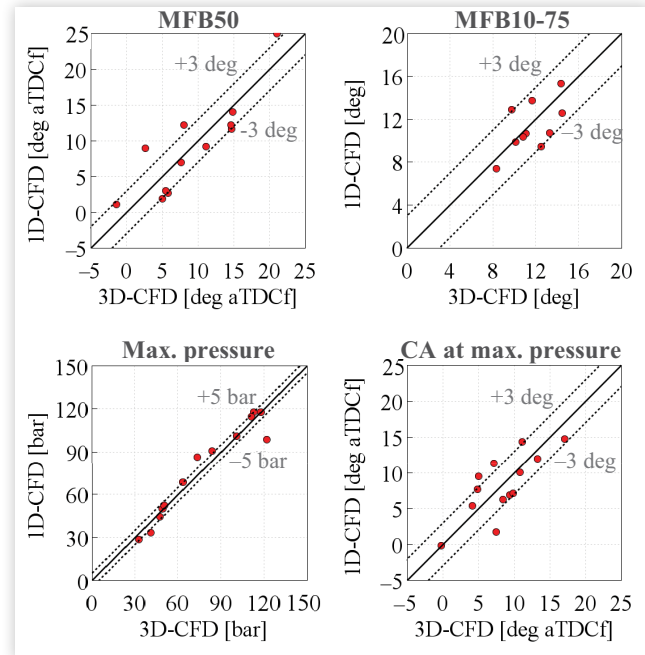 MFB50
25
20
15
10
5
0
–5
+3 deg
-3 deg
1D-CFD [deg aTDCf]
–5 0 5 10 15 20 25
3D-CFD [deg aTDCf]
MFB10-75
20
16
12
8
4
0
+3 deg
–3 deg
1D-CFD [deg]
0 4 8 12 16 20
3D-CFD [deg]
Max. pressure
150
120
90
60
30
0
+5 bar
–5 bar
1D-CFD [bar]
0 30 60 90 120 150
3D-CFD [bar]
CA at max. pressure
25
20
15
10
5
0
–5
+3 deg
–3 deg
1D-CFD [deg aTDCf]
–5 0 5 10 15 20 25
3D-CFD [deg aTDCf]